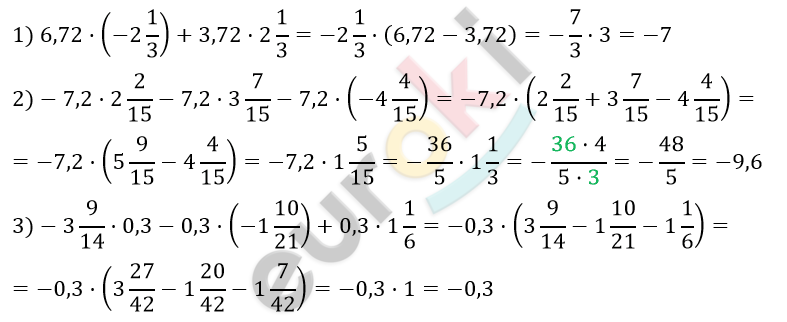 1) 6,72 · (−2 1/3) + 3,72 · 2 1/3 = −2 1/3 · (6,72 − 3,72) = −7/3 · 3 = −7
2) − 7,2 · 2 2/15 − 7,2 · 3 7/15 − 7,2 · (−4 4/15) = −7,2 · (2 2/15 + 3 7/15 − 4 4/15) =
= −7,2 · (5 9/15 − 4 4/15) = −7,2 · 1 5/15 = −36/5 · 1 1/3 = −(36 · 4)/(5 · 3) = −48/5 = −9,6
3) − 3 9/14 · 0,3 − 0,3 · (−1 10/21) + 0,3 · 1 1/6 = −0,3 · (3 9/14 − 1 10/21 − 1 1/6) =
= −0,3 · (3 27/42 − 1 20/42 − 1 7/42) = −0,3 · 1 = −0,3
euroki